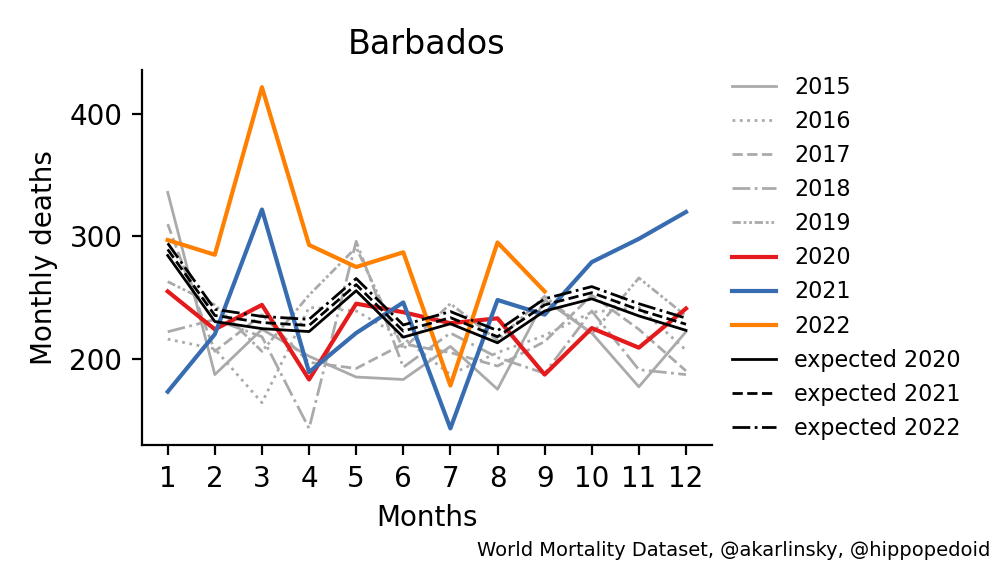 Barbados
Monthly deaths
400
300
200
1 2 3 4 5 6 7 8 9 10 11 12
Months
2015
2016
2017
2018
2019
2020
2021
2022
expected 2020
expected 2021
expected 2022
World Mortality Dataset, @akarlinsky, @hippopedoid